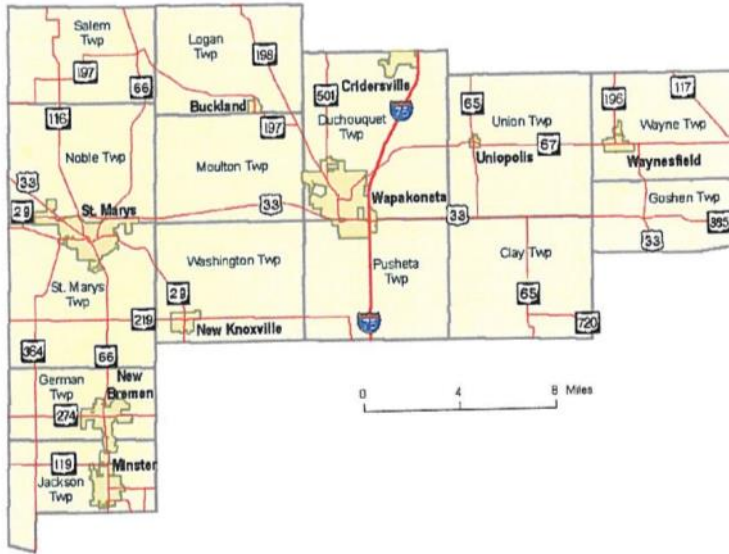 Salem
Twp
197
66
116
Logan
Twp
198
Buckland
197
501
Cridersville
75
Duchouquet
Twp
65
Union Twp
67
Uniopolis
196
117
Wayne Twp
Waynesfield
Noble Twp
Moulton Twp
33
29
St. Marys
33
Wapakoneta
33
Goshen Twp
385
33
St. Marys
Twp
Washington Twp
29
219
New Knoxville
Pusheta
Twp
75
Clay Twp
65
720
364
66
German
Twp
New
Bremen
274
119
Minster
Jackson
Twp
0 4 8 Miles